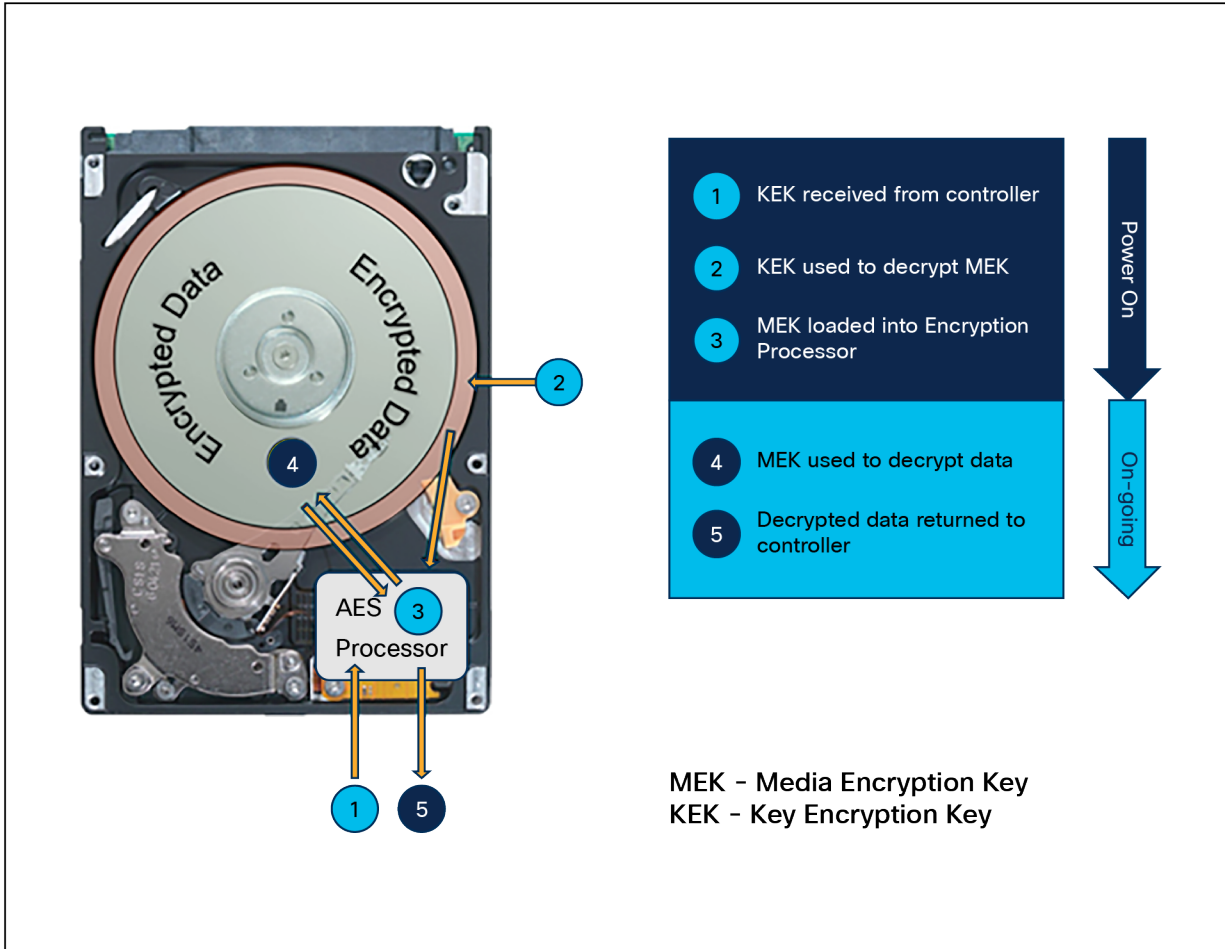 Encrypted Data
Encrypted Data
2
4
AES
3
Processor
1
5
1
KEK received from controller
2
KEK used to decrypt MEK
3
MEK loaded into Encryption
Processor
4
MEK used to decrypt data
5
Decrypted data returned to
controller
Power On
On-going
MEK - Media Encryption Key
KEK - Key Encryption Key